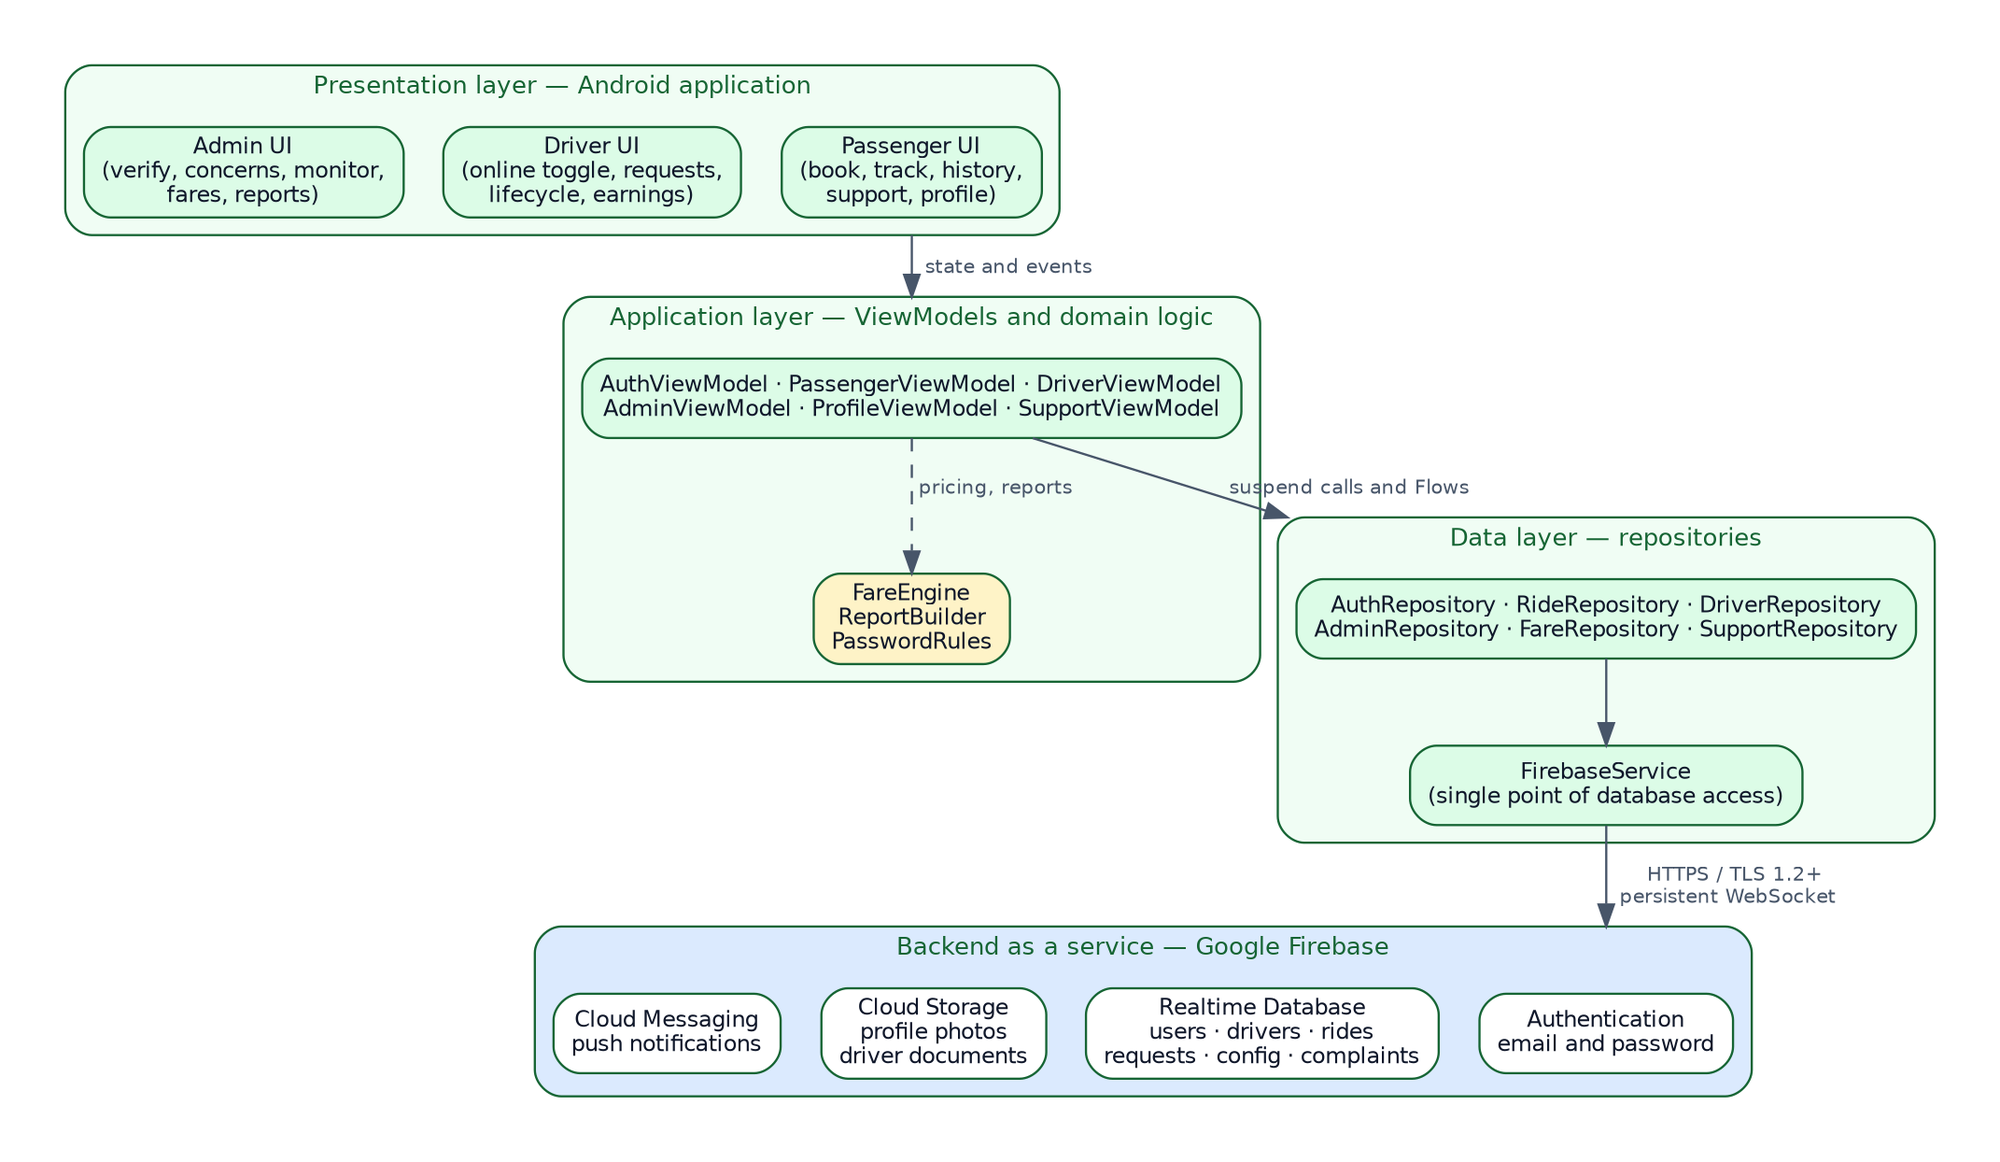 Presentation layer — Android application
Admin UI
(verify, concerns, monitor,
fares, reports)
Driver UI
(online toggle, requests,
lifecycle, earnings)
Passenger UI
(book, track, history,
support, profile)
state and events
Application layer — ViewModels and domain logic
AuthViewModel · PassengerViewModel · DriverViewModel
AdminViewModel · ProfileViewModel · SupportViewModel
pricing, reports
suspend calls and Flows
FareEngine
ReportBuilder
PasswordRules
Data layer — repositories
AuthRepository · RideRepository · DriverRepository
AdminRepository · FareRepository · SupportRepository
FirebaseService
(single point of database access)
HTTPS / TLS 1.2+
persistent WebSocket
Backend as a service — Google Firebase
Cloud Messaging
push notifications
Cloud Storage
profile photos
driver documents
Realtime Database
users · drivers · rides
requests · config · complaints
Authentication
email and password